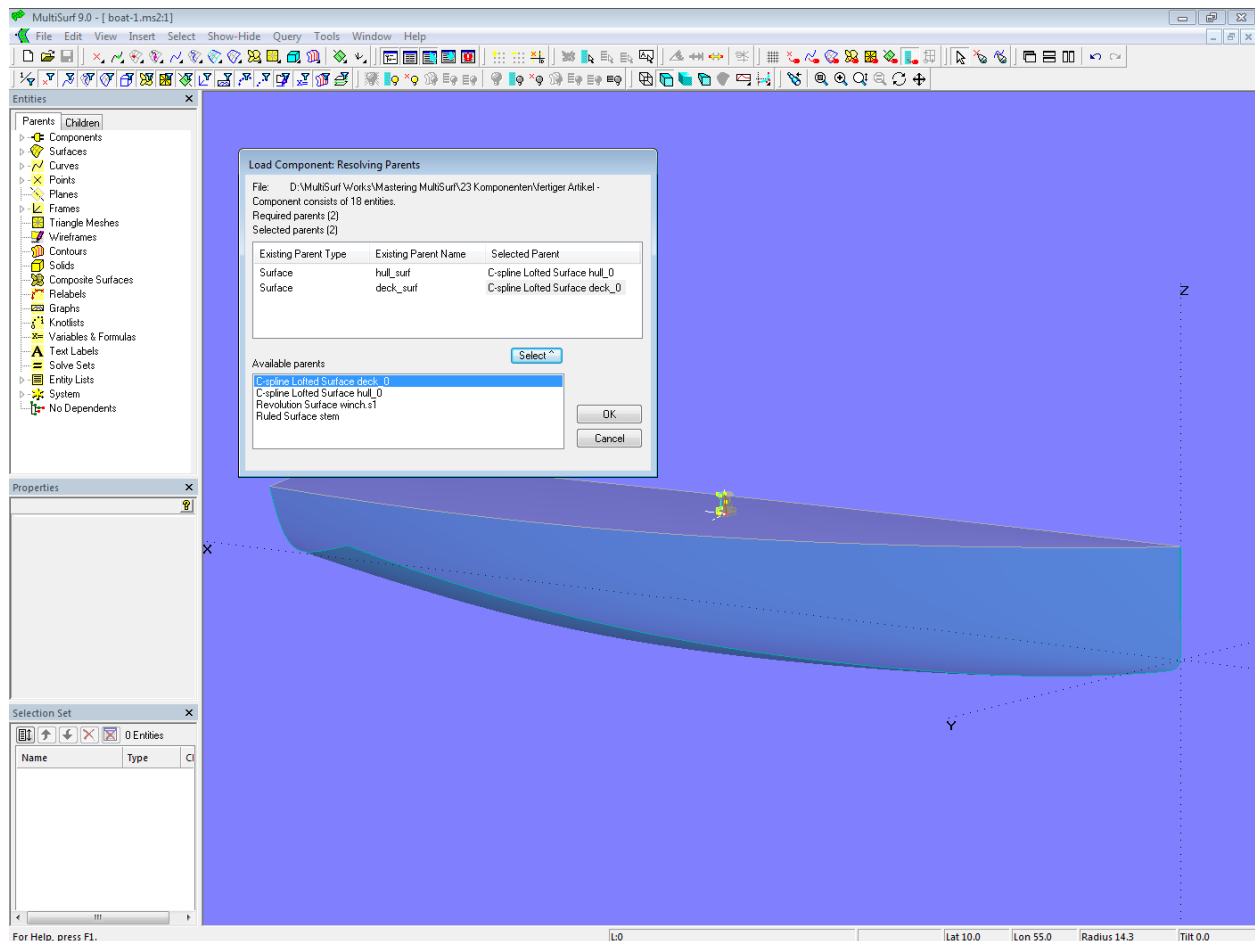 MultiSurf 9.0 - [ boat-1.ms2:1]
File Edit View Insert Select Show-Hide Query Tools Window Help
Entities
Parents Children
Components
Surfaces
Curves
Points
Planes
Frames
Triangle Meshes
Wireframes
Contours
Solids
Composite Surfaces
Relabels
Graphs
Knotlists
Variables & Formulas
Text Labels
Solve Sets
Entity Lists
System
No Dependents
Load Component: Resolving Parents
File: D:\MultiSurf Works\Mastering MultiSurf\23 Komponenten\fertiger Artikel -
Component consists of 18 entities.
Required parents (2)
Selected parents (2)
Existing Parent Type Existing Parent Name Selected Parent
Surface hull_surf C-spline Lofted Surface hull_0
Surface deck_surf C-spline Lofted Surface deck_0
Select ^
Available parents
C-spline Lofted Surface deck_0
C-spline Lofted Surface hull_0
Revolution Surface winch.s1
Ruled Surface stem
OK
Cancel
Z
X
Y
Properties
Selection Set
0 Entities
Name Type Cl
For Help, press F1. L:0 Lat 10.0 Lon 55.0 Radius 14.3 Tilt 0.0